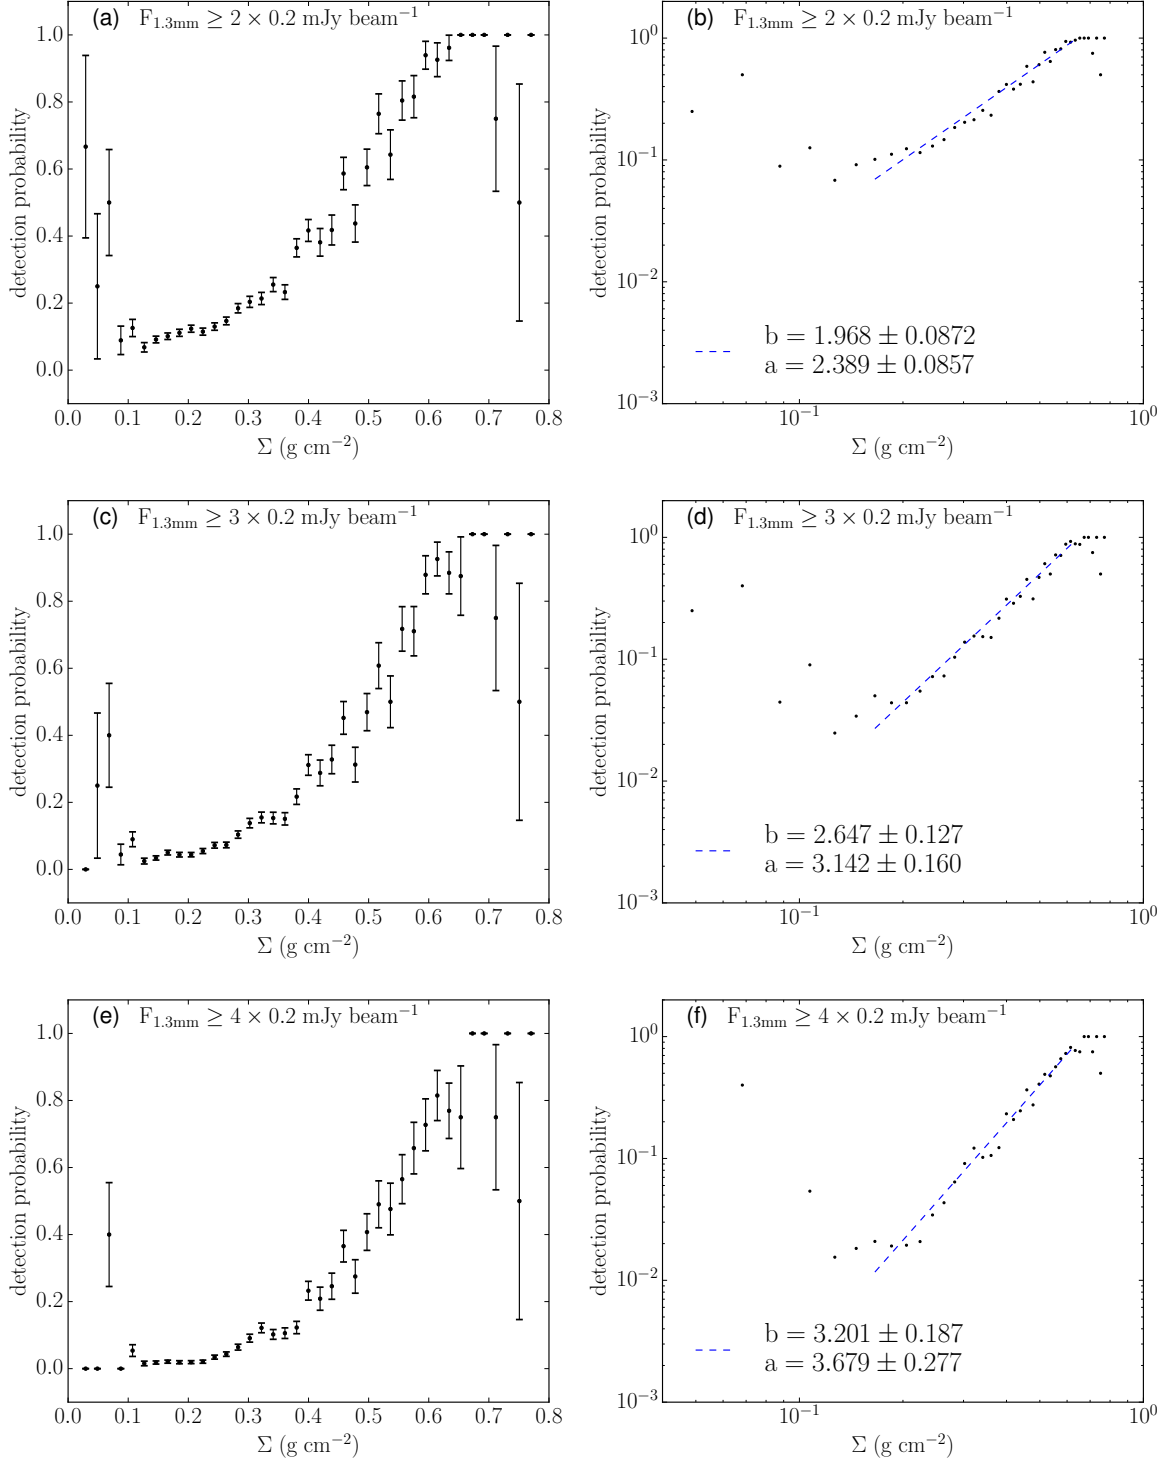 (a) F1.3mm ≥ 2 × 0.2 mJy beam−1
1.0
0.8
0.6
0.4
0.2
0.0
detection probability
0.0 0.1 0.2 0.3 0.4 0.5 0.6 0.7 0.8
Σ (g cm−2)
(b) F1.3mm ≥ 2 × 0.2 mJy beam−1
10^0
10^−1
10^−2
10^−3
detection probability
b = 1.968 ± 0.0872
a = 2.389 ± 0.0857
10^−1 10^0
Σ (g cm−2)
(c) F1.3mm ≥ 3 × 0.2 mJy beam−1
1.0
0.8
0.6
0.4
0.2
0.0
detection probability
0.0 0.1 0.2 0.3 0.4 0.5 0.6 0.7 0.8
Σ (g cm−2)
(d) F1.3mm ≥ 3 × 0.2 mJy beam−1
10^0
10^−1
10^−2
10^−3
detection probability
b = 2.647 ± 0.127
a = 3.142 ± 0.160
10^−1 10^0
Σ (g cm−2)
(e) F1.3mm ≥ 4 × 0.2 mJy beam−1
1.0
0.8
0.6
0.4
0.2
0.0
detection probability
0.0 0.1 0.2 0.3 0.4 0.5 0.6 0.7 0.8
Σ (g cm−2)
(f) F1.3mm ≥ 4 × 0.2 mJy beam−1
10^0
10^−1
10^−2
10^−3
detection probability
b = 3.201 ± 0.187
a = 3.679 ± 0.277
10^−1 10^0
Σ (g cm−2)